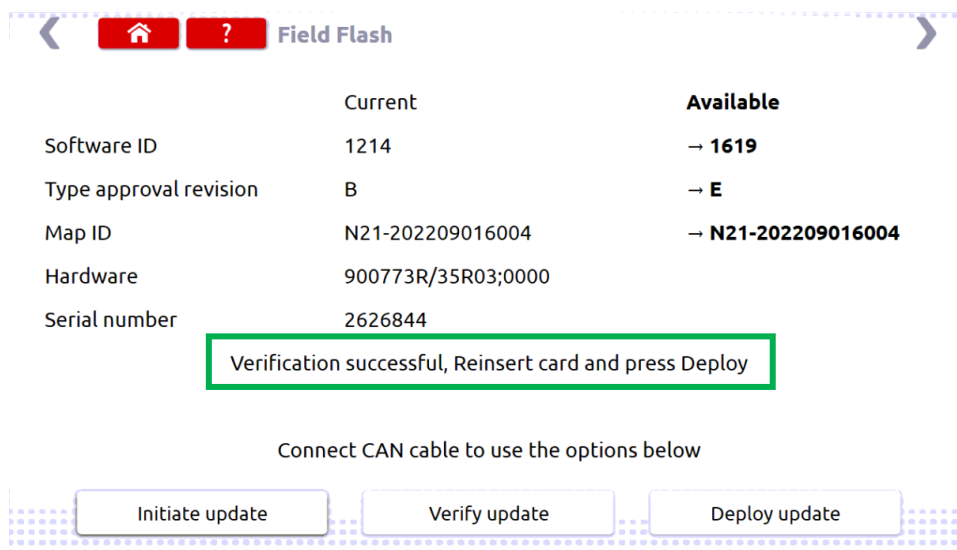 ? Field Flash
Current Available
Software ID 1214 → 1619
Type approval revision B → E
Map ID N21-202209016004 → N21-202209016004
Hardware 900773R/35R03;0000
Serial number 2626844
Verification successful, Reinsert card and press Deploy
Connect CAN cable to use the options below
Initiate update Verify update Deploy update